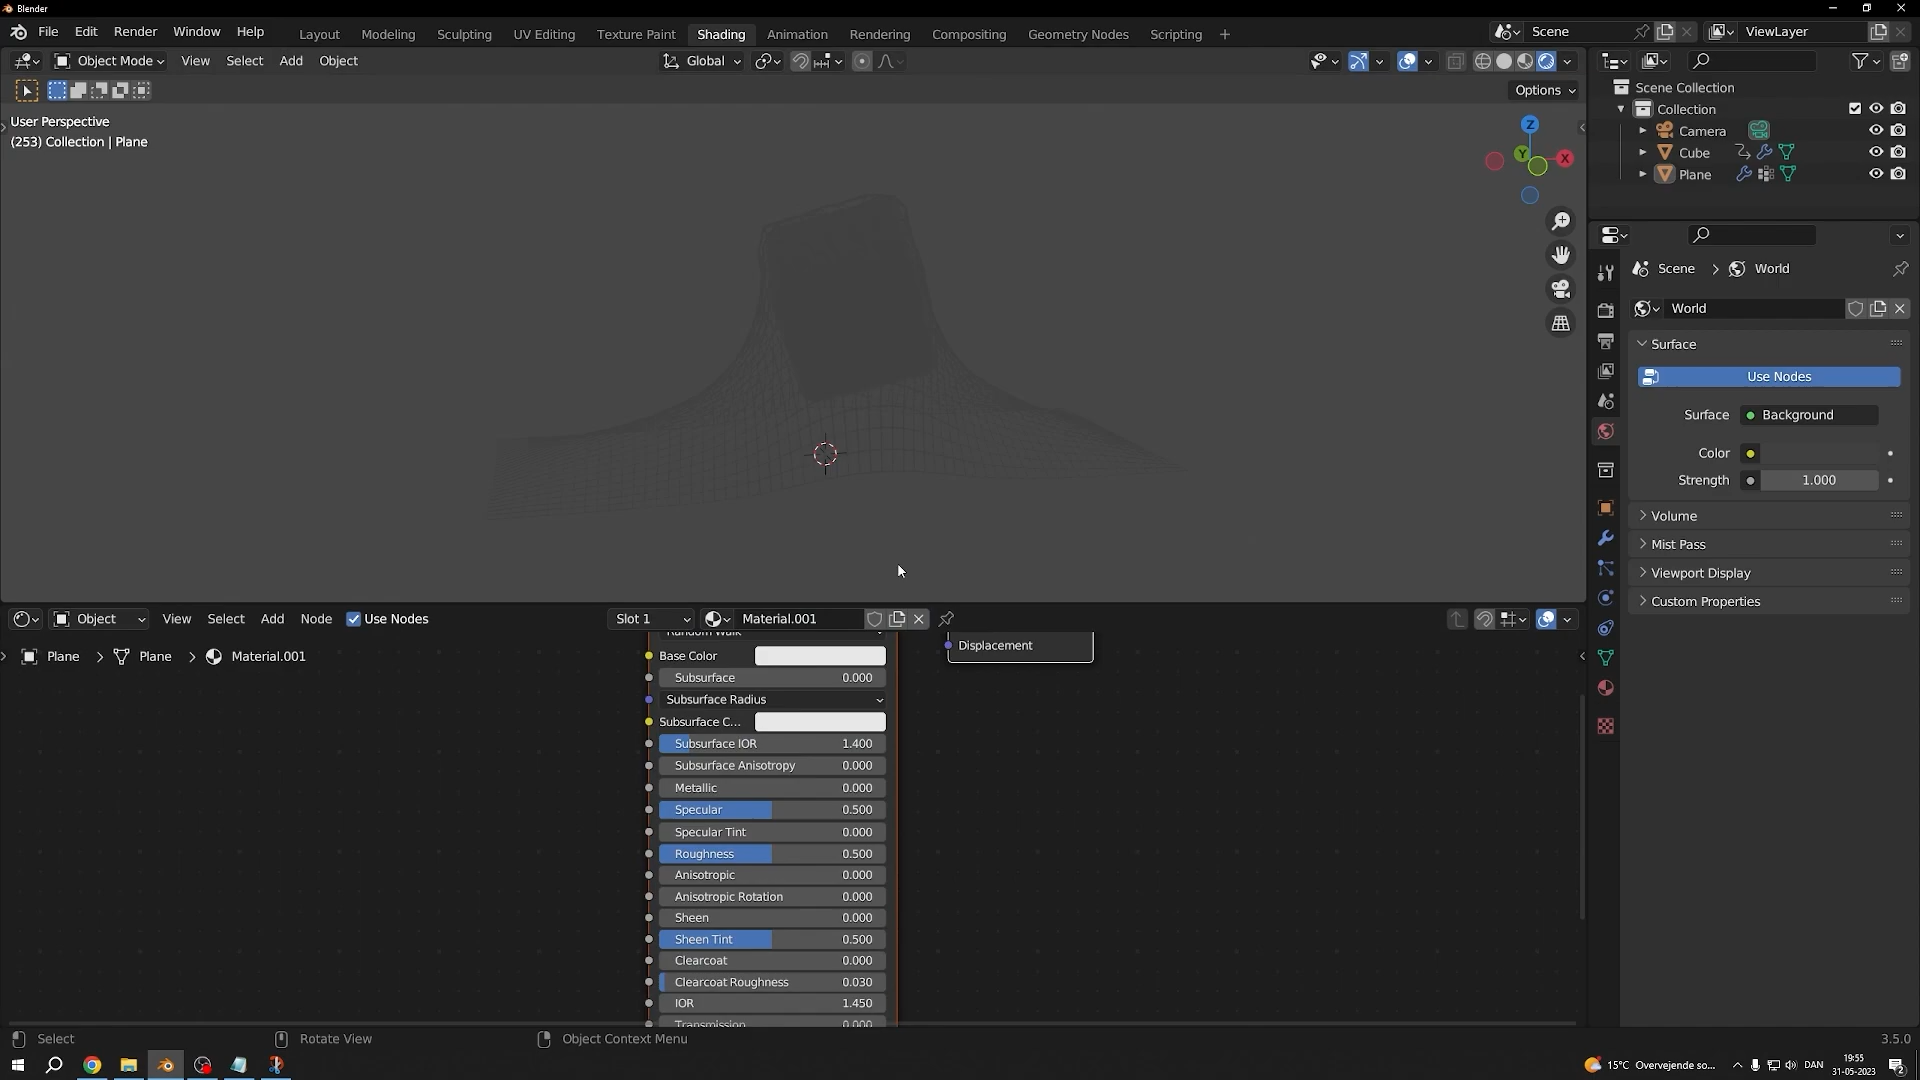 Blender
File Edit Render Window Help Layout Modeling Sculpting UV Editing Texture Paint Shading Animation Rendering Compositing Geometry Nodes Scripting + Scene ViewLayer
Object Mode View Select Add Object Global
Options
User Perspective
(253) Collection | Plane
Z
Y
X
Scene Collection
Collection
Camera
Cube
Plane
Scene > World
World
Surface
Use Nodes
Surface Background
Color
Strength 1.000
Volume
Mist Pass
Viewport Display
Custom Properties
Object View Select Add Node Use Nodes Slot 1 Material.001
Plane > Plane > Material.001
Random Walk
Displacement
Base Color
Subsurface 0.000
Subsurface Radius
Subsurface C...
Subsurface IOR 1.400
Subsurface Anisotropy 0.000
Metallic 0.000
Specular 0.500
Specular Tint 0.000
Roughness 0.500
Anisotropic 0.000
Anisotropic Rotation 0.000
Sheen 0.000
Sheen Tint 0.500
Clearcoat 0.000
Clearcoat Roughness 0.030
IOR 1.450
Transmission 0.000
Select Rotate View Object Context Menu 3.5.0
15°C Overvejende so... DAN 19:55
31-05-2023
2